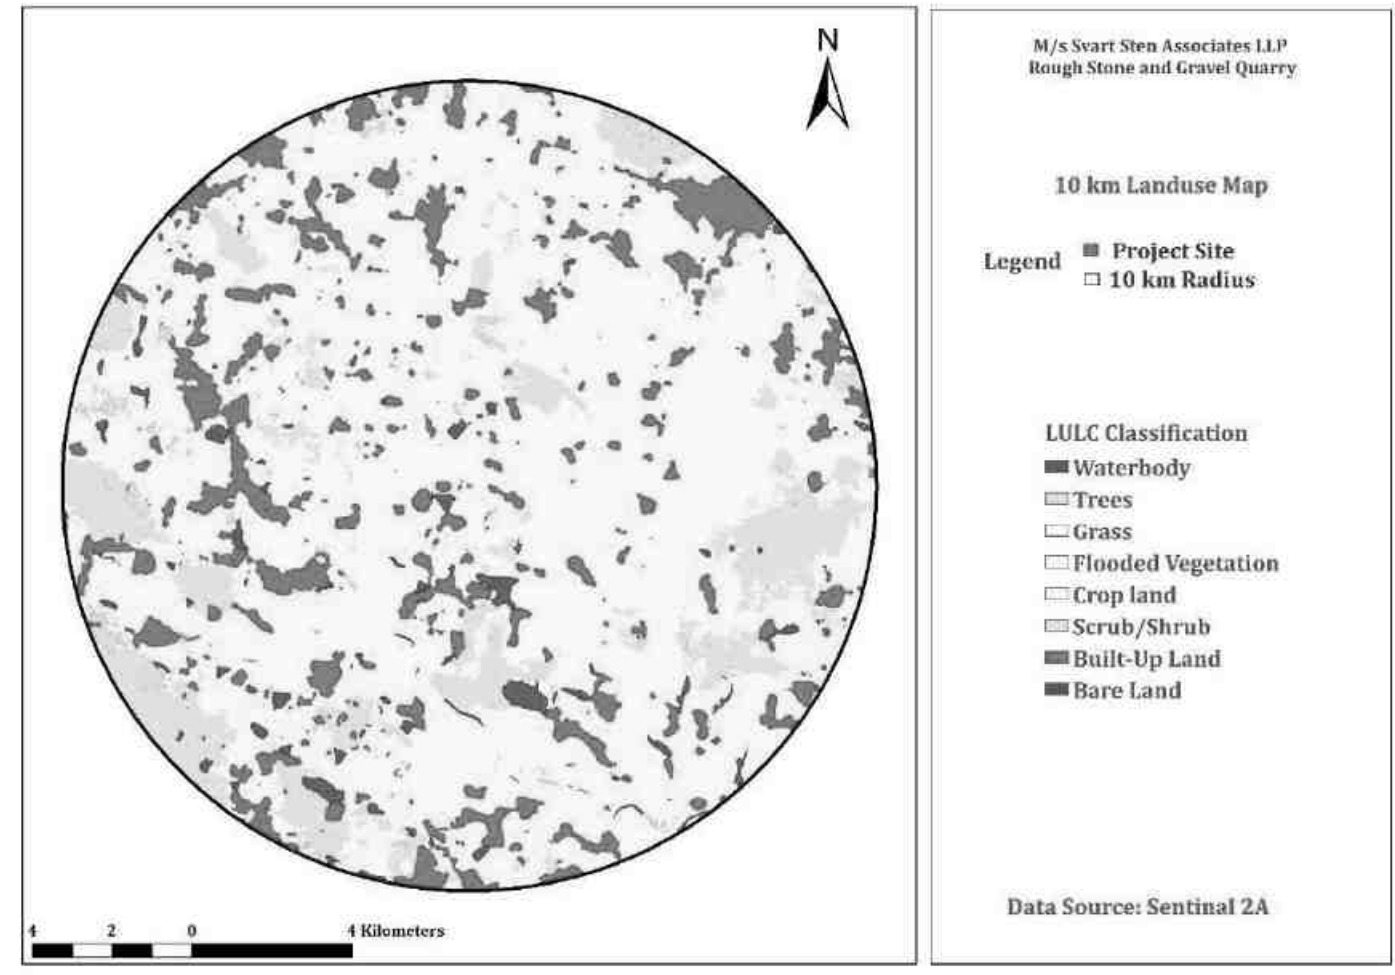 N
4 2 0 4 Kilometers
M/s Svart Sten Associates LLP
Rough Stone and Gravel Quarry
10 km Landuse Map
Legend
Project Site
10 km Radius
LULC Classification
Waterbody
Trees
Grass
Flooded Vegetation
Crop land
Scrub/Shrub
Built-Up Land
Bare Land
Data Source: Sentinal 2A